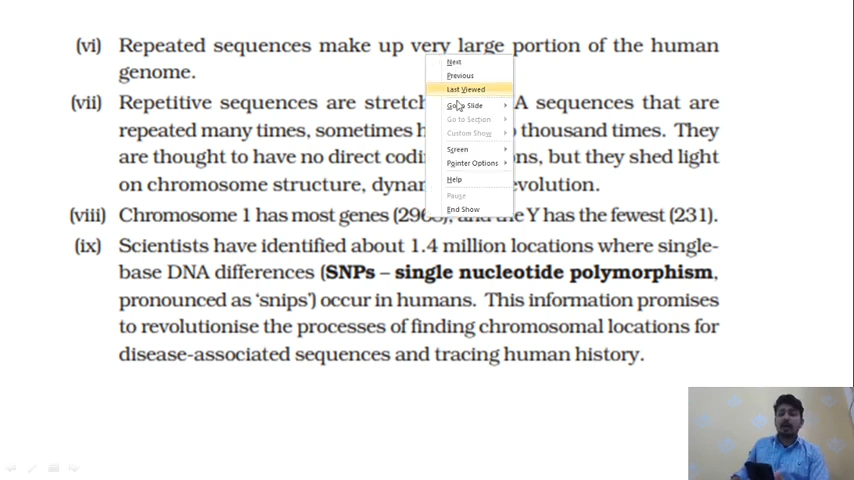 (vi) Repeated sequences make up very large portion of the human
genome.
(vii) Repetitive sequences are stretch A sequences that are
repeated many times, sometimes h thousand times. They
are thought to have no direct codi ns, but they shed light
on chromosome structure, dynan evolution.
(viii) Chromosome 1 has most genes (296 and the Y has the fewest (231).
(ix) Scientists have identified about 1.4 million locations where single-
base DNA differences (SNPs – single nucleotide polymorphism,
pronounced as ‘snips’) occur in humans. This information promises
to revolutionise the processes of finding chromosomal locations for
disease-associated sequences and tracing human history.
Next
Previous
Last Viewed
Go to Slide
Go to Section
Custom Show
Screen
Pointer Options
Help
Pause
End Show